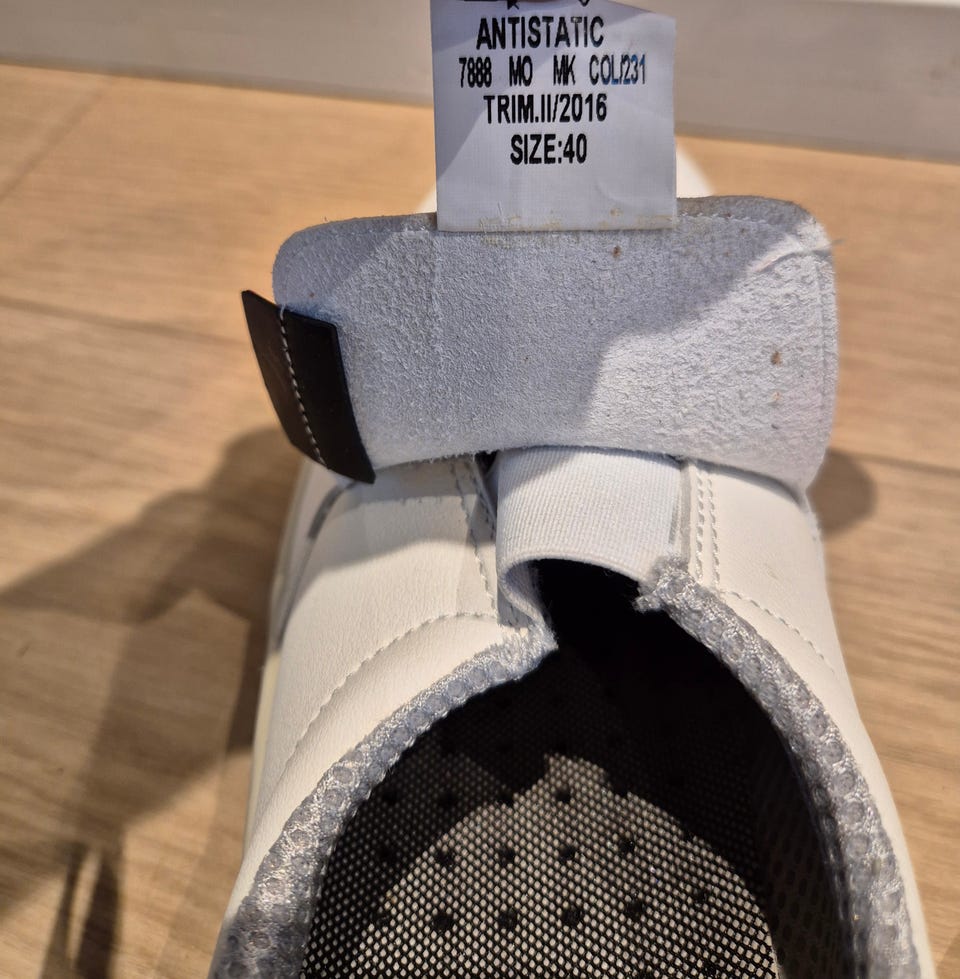 ANTISTATIC
7888 MO MK COL/231
TRIM.II/2016
SIZE:40